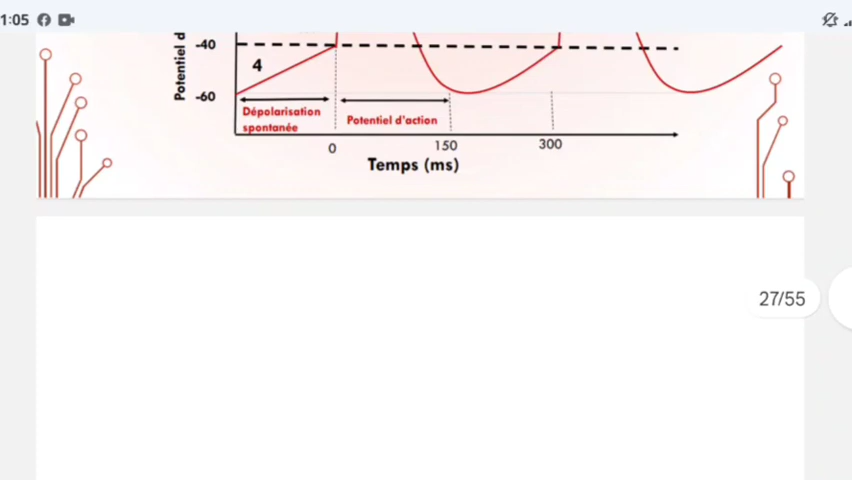 1:05
-40
Potentiel d
4
-60
Dépolarisation
spontanée
Potentiel d'action
0
150
300
Temps (ms)
27/55